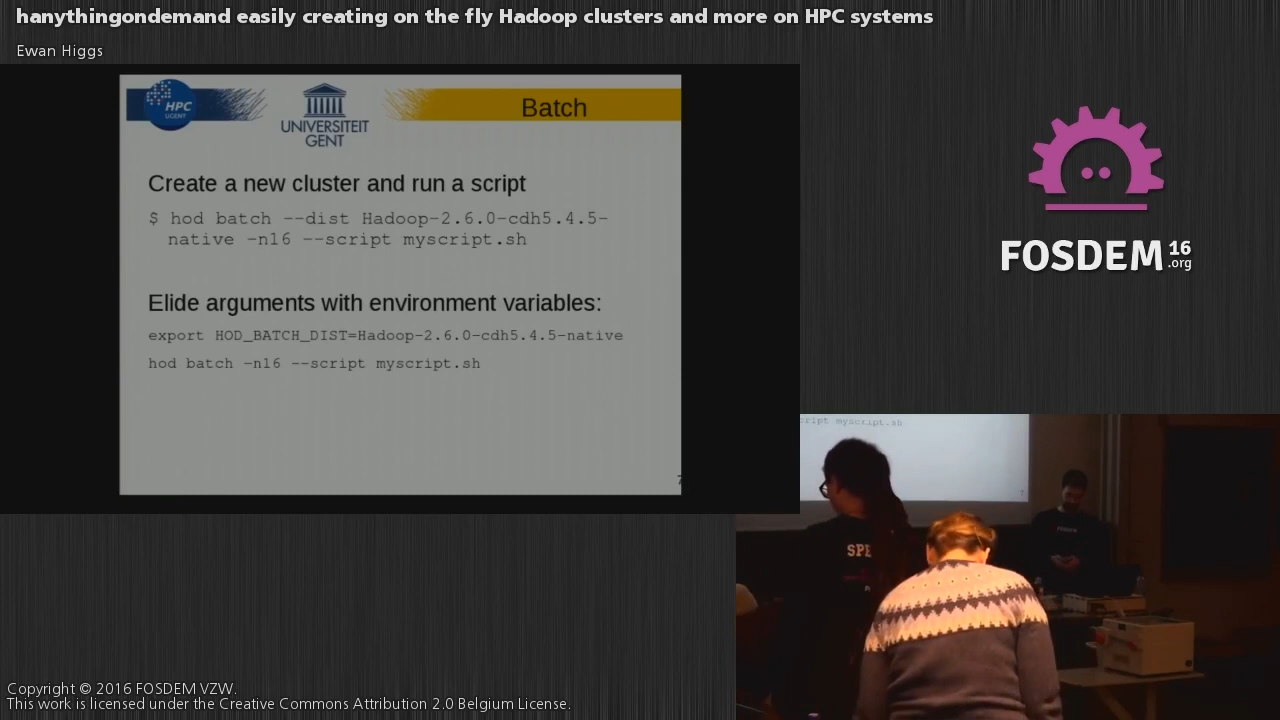 hanythingondemand easily creating on the fly Hadoop clusters and more on HPC systems
Ewan Higgs
HPC
UGENT
UNIVERSITEIT
GENT
Batch
Create a new cluster and run a script
$ hod batch --dist Hadoop-2.6.0-cdh5.4.5-
native -n16 --script myscript.sh
Elide arguments with environment variables:
export HOD_BATCH_DIST=Hadoop-2.6.0-cdh5.4.5-native
hod batch -n16 --script myscript.sh
7
FOSDEM 16
.org
cript myscript.sh
7
SPE
Copyright © 2016 FOSDEM VZW.
This work is licensed under the Creative Commons Attribution 2.0 Belgium License.